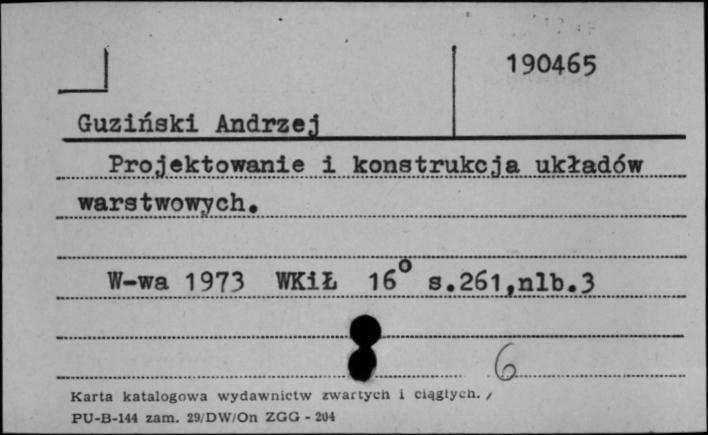 190465
Guziński Andrzej
Projektowanie i konstrukcja układów
warstwowych.
W-wa 1973 WKiŁ 16° s.261,nlb.3
6
Karta katalogowa wydawnictw zwartych i ciągłych.
PU-B-144 zam. 29/DW/On ZGG - 204